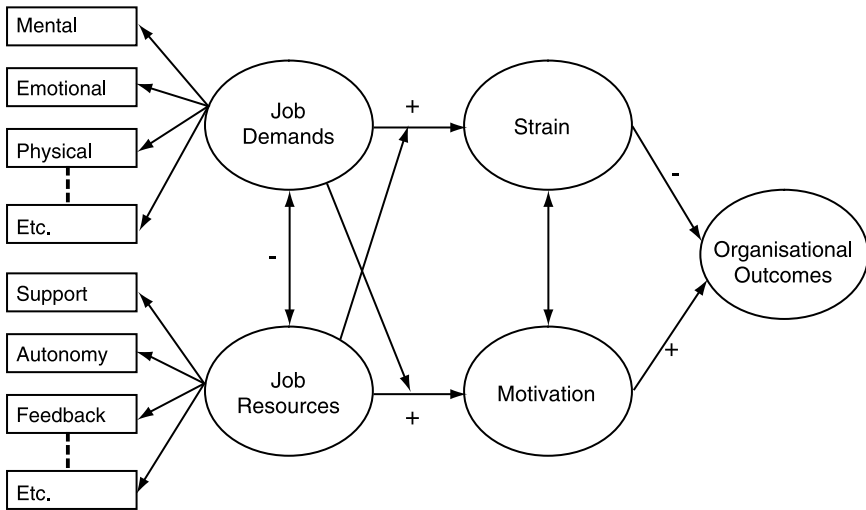 Mental
Emotional
Physical
Etc.
Support
Autonomy
Feedback
Etc.
Job
Demands
-
Job
Resources
+
+
Strain
Motivation
-
+
Organisational
Outcomes